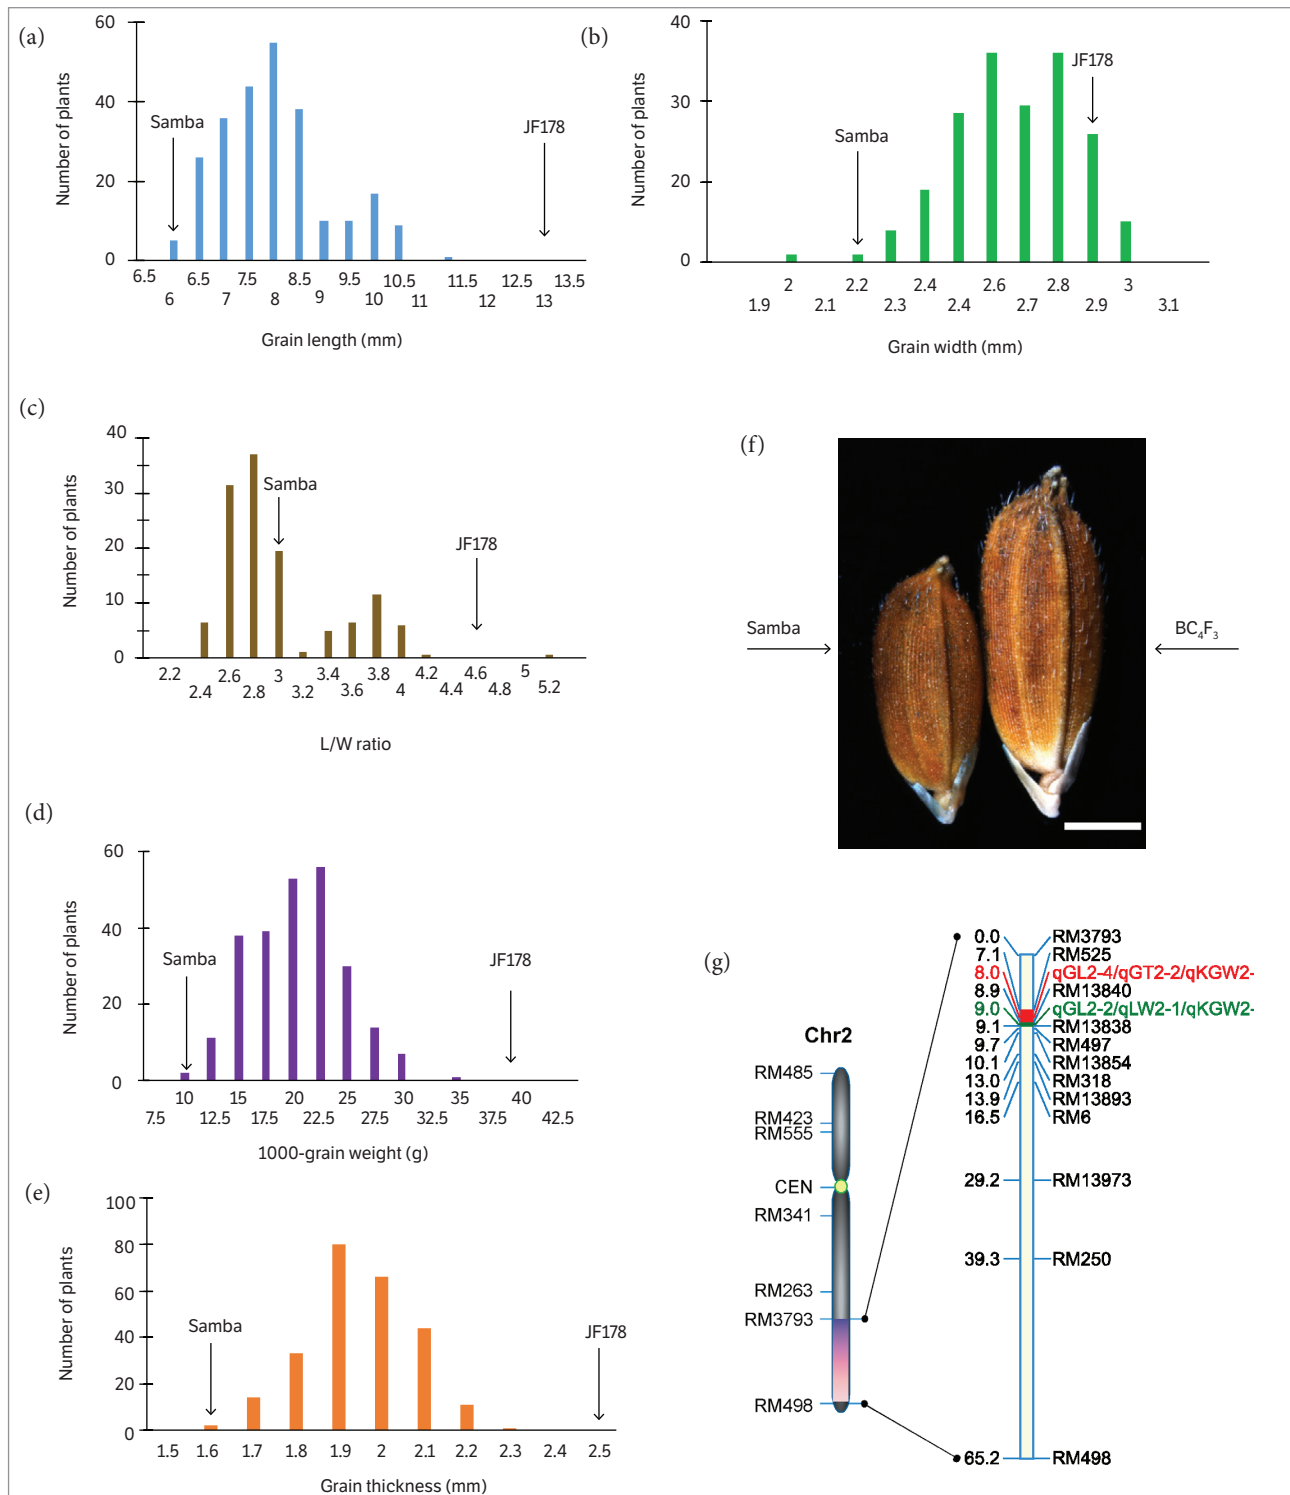 (a)
Number of plants
60
40
20
0
Samba
JF178
6.5 6.5 7.5 8.5 9.5 10.5 11.5 12.5 13.5
6 7 8 9 10 11 12 13
Grain length (mm)
(b)
Number of plants
40
30
20
0
Samba
JF178
2 2.2 2.4 2.6 2.8 3
1.9 2.1 2.3 2.4 2.7 2.9 3.1
Grain width (mm)
(c)
Number of plants
40
30
20
10
0
Samba
JF178
2.2 2.6 3 3.4 3.8 4.2 4.6 5
2.4 2.8 3.2 3.6 4 4.4 4.8 5.2
L/W ratio
(f)
Samba
BC₄F₃
(d)
Number of plants
60
40
20
0
Samba
JF178
10 15 20 25 30 35 40
7.5 12.5 17.5 22.5 27.5 32.5 37.5 42.5
1000-grain weight (g)
(e)
Number of plants
100
80
60
40
20
0
Samba
JF178
1.5 1.6 1.7 1.8 1.9 2 2.1 2.2 2.3 2.4 2.5
Grain thickness (mm)
(g)
Chr2
RM485
RM423
RM555
CEN
RM341
RM263
RM3793
RM498
0.0 RM3793
7.1 RM525
8.0 qGL2-4/qGT2-2/qKGW2-
8.9 RM13840
9.0 qGL2-2/qLW2-1/qKGW2-
9.1 RM13838
9.7 RM497
10.1 RM13854
13.0 RM318
13.9 RM13893
16.5 RM6
29.2 RM13973
39.3 RM250
65.2 RM498